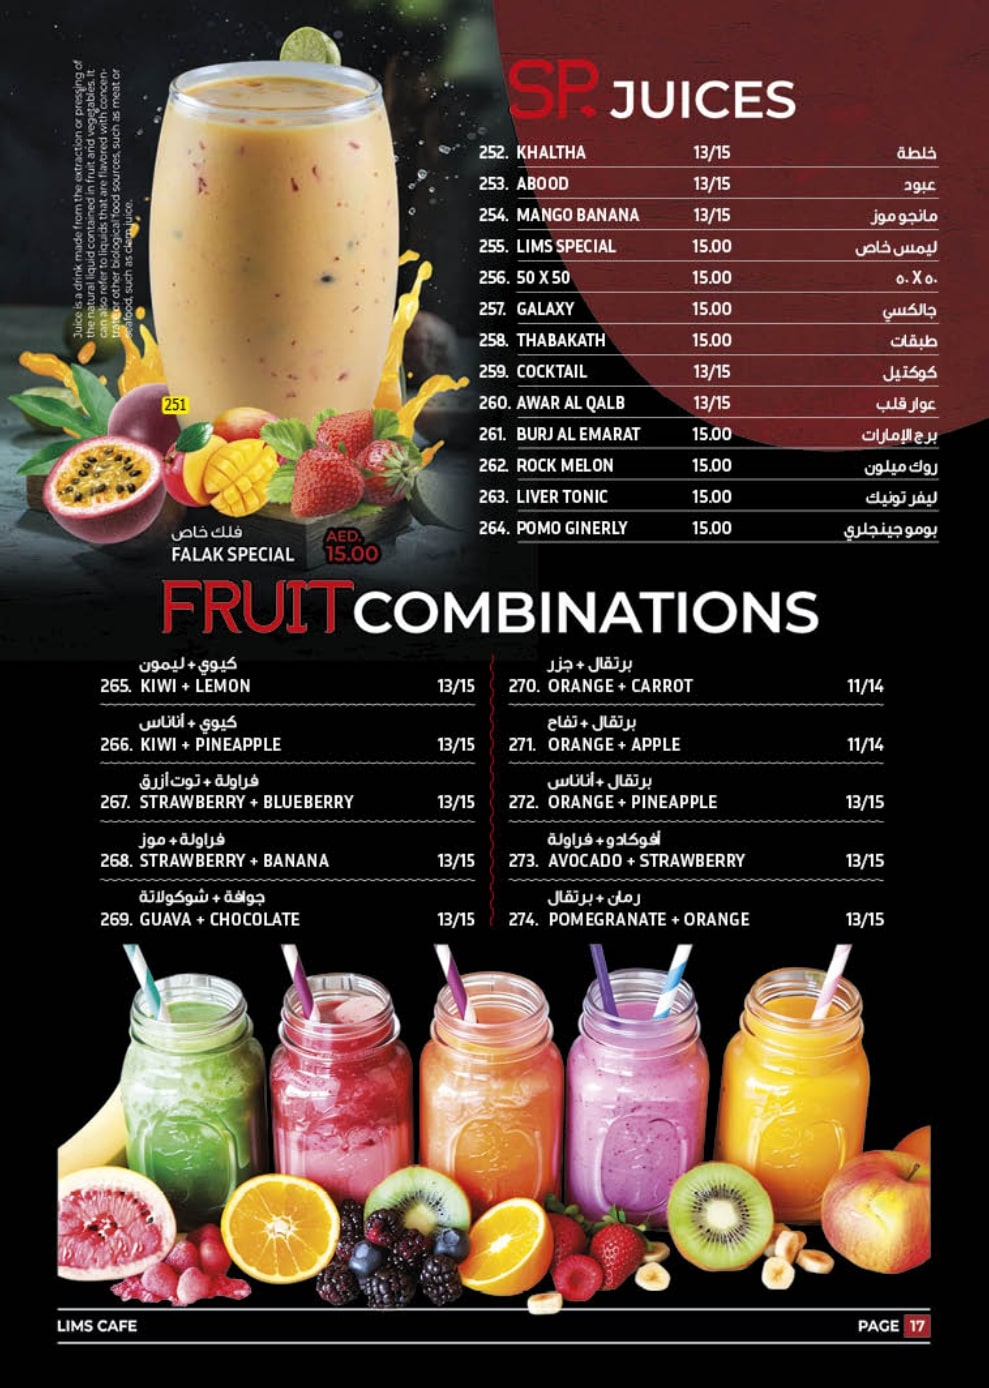 Juice is a drink made from the extraction or pressing of
the natural liquid contained in fruit and vegetables. It
can also refer to liquids that are flavored with concen-
trate or other biological food sources, such as meat or
seafood, such as clam juice.
SP. JUICES
252. KHALTHA 13/15 خلطة
253. ABOOD 13/15 عبود
254. MANGO BANANA 13/15 مانجو موز
255. LIMS SPECIAL 15.00 ليمس خاص
256. 50 X 50 15.00 ٥٠ X ٥٠
257. GALAXY 15.00 جالكسي
258. THABAKATH 15.00 طبقات
259. COCKTAIL 13/15 كوكتيل
260. AWAR AL QALB 13/15 عوار قلب
261. BURJ AL EMARAT 15.00 برج الإمارات
262. ROCK MELON 15.00 روك ميلون
263. LIVER TONIC 15.00 ليفر تونيك
264. POMO GINERLY 15.00 بومو جينجلري
251
فلك خاص
FALAK SPECIAL
AED.
15.00
FRUIT COMBINATIONS
كيوي + ليمون
265. KIWI + LEMON 13/15
كيوي + أناناس
266. KIWI + PINEAPPLE 13/15
فراولة + توت أزرق
267. STRAWBERRY + BLUEBERRY 13/15
فراولة + موز
268. STRAWBERRY + BANANA 13/15
جوافة + شوكولاتة
269. GUAVA + CHOCOLATE 13/15
برتقال + جزر
270. ORANGE + CARROT 11/14
برتقال + تفاح
271. ORANGE + APPLE 11/14
برتقال + أناناس
272. ORANGE + PINEAPPLE 13/15
أفوكادو + فراولة
273. AVOCADO + STRAWBERRY 13/15
رمان + برتقال
274. POMEGRANATE + ORANGE 13/15
LIMS CAFE
PAGE 17